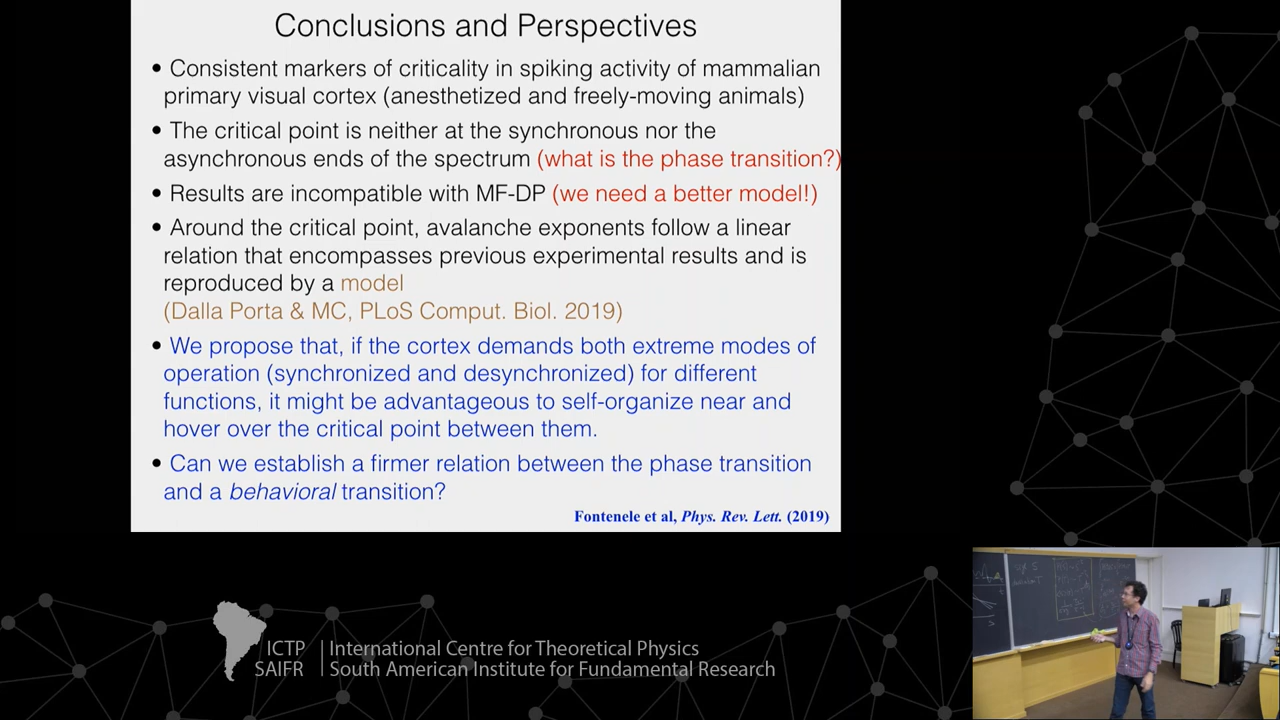 Conclusions and Perspectives
• Consistent markers of criticality in spiking activity of mammalian
primary visual cortex (anesthetized and freely-moving animals)
• The critical point is neither at the synchronous nor the
asynchronous ends of the spectrum (what is the phase transition?)
• Results are incompatible with MF-DP (we need a better model!)
• Around the critical point, avalanche exponents follow a linear
relation that encompasses previous experimental results and is
reproduced by a model
(Dalla Porta & MC, PLoS Comput. Biol. 2019)
• We propose that, if the cortex demands both extreme modes of
operation (synchronized and desynchronized) for different
functions, it might be advantageous to self-organize near and
hover over the critical point between them.
• Can we establish a firmer relation between the phase transition
and a behavioral transition?
Fontenele et al, Phys. Rev. Lett. (2019)
ICTP
SAIFR
International Centre for Theoretical Physics
South American Institute for Fundamental Research